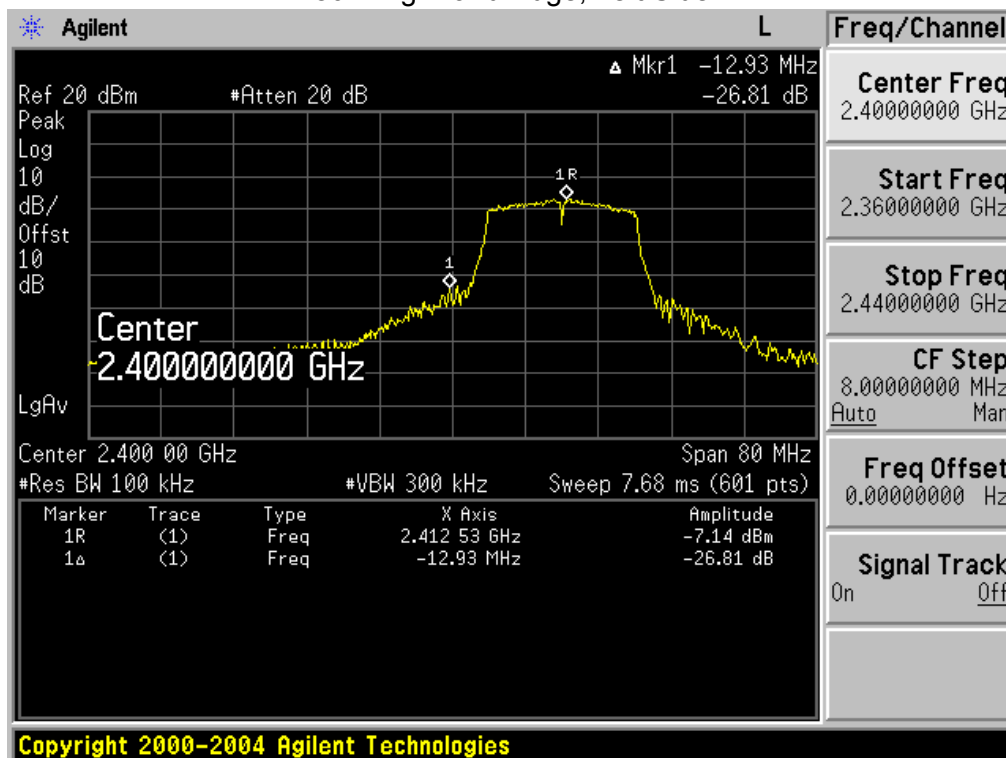 Agilent L Freq/Channel
Δ Mkr1 -12.93 MHz
Ref 20 dBm #Atten 20 dB -26.81 dB
Peak
Log
10
dB/
Offst
10
dB
1R
1
Center
2.400000000 GHz
LgAv
Center 2.400 00 GHz Span 80 MHz
#Res BW 100 kHz #VBW 300 kHz Sweep 7.68 ms (601 pts)
Marker Trace Type X Axis Amplitude
1R (1) Freq 2.412 53 GHz -7.14 dBm
1Δ (1) Freq -12.93 MHz -26.81 dB
Center Freq
2.40000000 GHz
Start Freq
2.36000000 GHz
Stop Freq
2.44000000 GHz
CF Step
8.00000000 MHz
Auto Man
Freq Offset
0.00000000 Hz
Signal Track
On Off
Copyright 2000-2004 Agilent Technologies